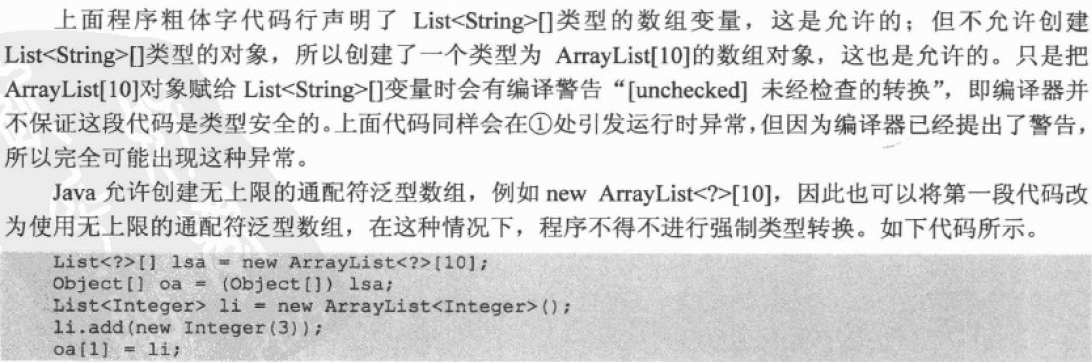 上面程序粗体字代码行声明了 List<String>[]类型的数组变量，这是允许的；但不允许创建
List<String>[]类型的对象，所以创建了一个类型为 ArrayList[10]的数组对象，这也是允许的。只是把
ArrayList[10]对象赋给 List<String>[]变量时会有编译警告“[unchecked] 未经检查的转换”，即编译器并
不保证这段代码是类型安全的。上面代码同样会在①处引发运行时异常，但因为编译器已经提出了警告，
所以完全可能出现这种异常。
Java 允许创建无上限的通配符泛型数组，例如 new ArrayList<?>[10]，因此也可以将第一段代码改
为使用无上限的通配符泛型数组，在这种情况下，程序不得不进行强制类型转换。如下代码所示。
List<?>[] lsa = new ArrayList<?>[10];
Object[] oa = (Object[]) lsa;
List<Integer> li = new ArrayList<Integer>();
li.add(new Integer(3));
oa[1] = li;